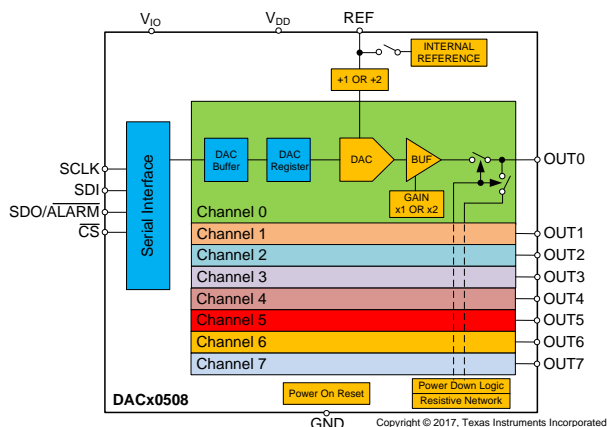 VIO
VDD
REF
INTERNAL
REFERENCE
+1 OR +2
SCLK
SDI
SDO/ALARM
CS
Serial Interface
DAC
Buffer
DAC
Register
DAC
BUF
GAIN
x1 OR x2
OUT0
Channel 0
Channel 1
OUT1
Channel 2
OUT2
Channel 3
OUT3
Channel 4
OUT4
Channel 5
OUT5
Channel 6
OUT6
Channel 7
OUT7
DACx0508
Power On Reset
Power Down Logic
Resistive Network
GND
Copyright © 2017, Texas Instruments Incorporated